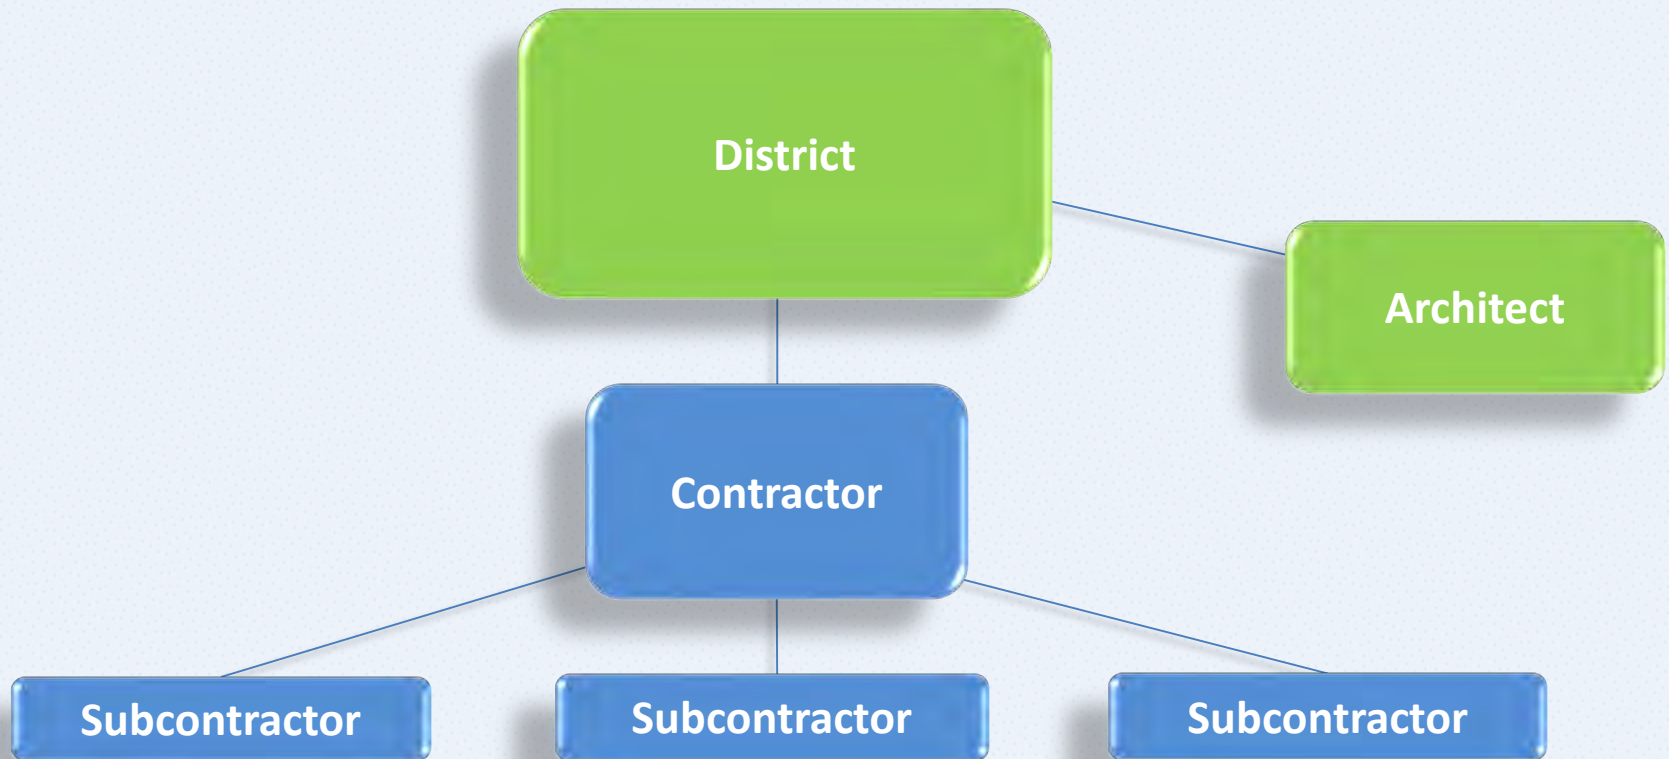 District
Architect
Contractor
Subcontractor
Subcontractor
Subcontractor